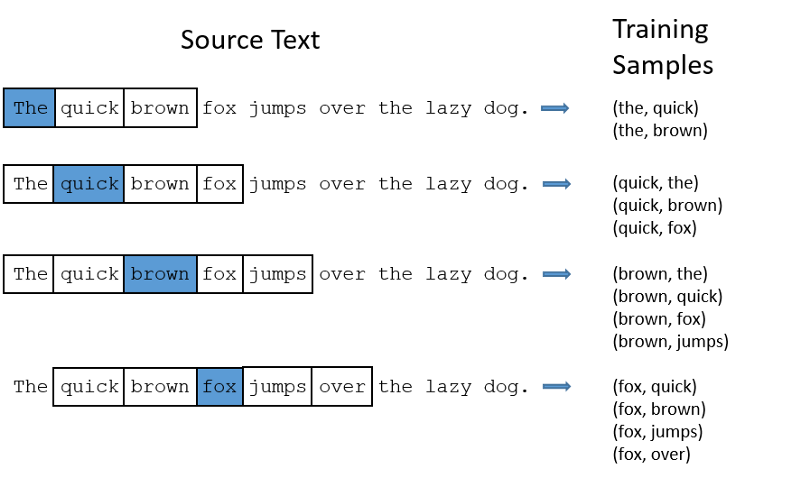 Source Text
Training
Samples
The quick brown fox jumps over the lazy dog.
(the, quick)
(the, brown)
The quick brown fox jumps over the lazy dog.
(quick, the)
(quick, brown)
(quick, fox)
The quick brown fox jumps over the lazy dog.
(brown, the)
(brown, quick)
(brown, fox)
(brown, jumps)
The quick brown fox jumps over the lazy dog.
(fox, quick)
(fox, brown)
(fox, jumps)
(fox, over)